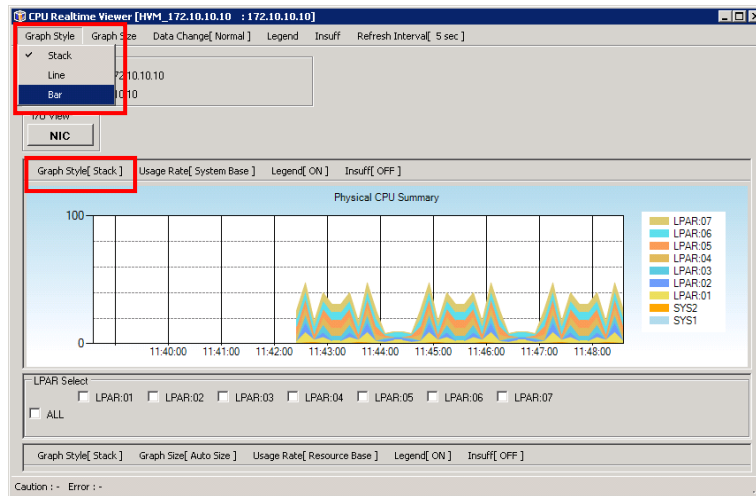 CPU Realtime Viewer [HVM_172.10.10.10 : 172.10.10.10]
Graph Style Graph Size Data Change[ Normal ] Legend Insuff Refresh Interval[ 5 sec ]
Stack
Line
Bar
72.10.10.10
10.10
I/O View
NIC
Graph Style[ Stack ] Usage Rate[ System Base ] Legend[ ON ] Insuff[ OFF ]
Physical CPU Summary
100
0
11:40:00 11:41:00 11:42:00 11:43:00 11:44:00 11:45:00 11:46:00 11:47:00 11:48:00
LPAR:07
LPAR:06
LPAR:05
LPAR:04
LPAR:03
LPAR:02
LPAR:01
SYS2
SYS1
LPAR Select
LPAR:01 LPAR:02 LPAR:03 LPAR:04 LPAR:05 LPAR:06 LPAR:07
ALL
Graph Style[ Stack ] Graph Size[ Auto Size ] Usage Rate[ Resource Base ] Legend[ ON ] Insuff[ OFF ]
Caution : - Error : -